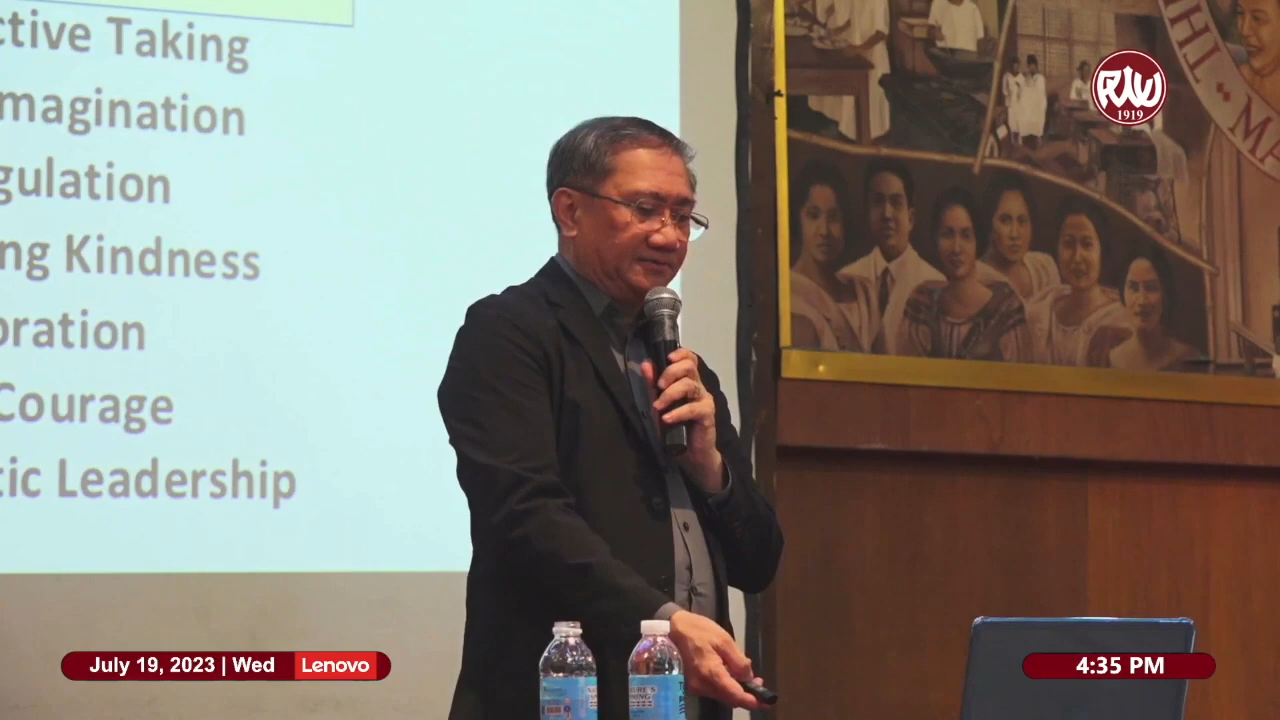 ctive Taking
magination
gulation
ng Kindness
oration
Courage
tic Leadership
PWU
1919
July 19, 2023 | Wed
Lenovo
4:35 PM